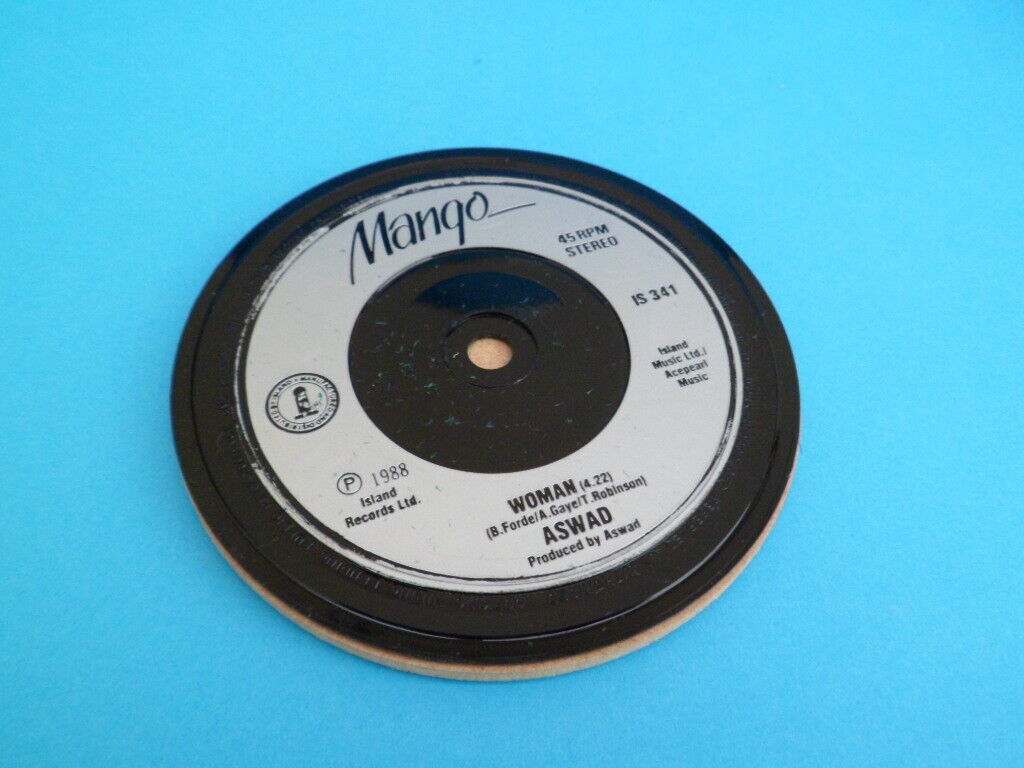 Mango
45 RPM
STEREO
IS 341
Island
Music Ltd./
Acepearl
Music
Ⓟ 1988
Island
Records Ltd.
WOMAN (4.22)
(B.Forde/A.Gaye/T.Robinson)
ASWAD
Produced by Aswad